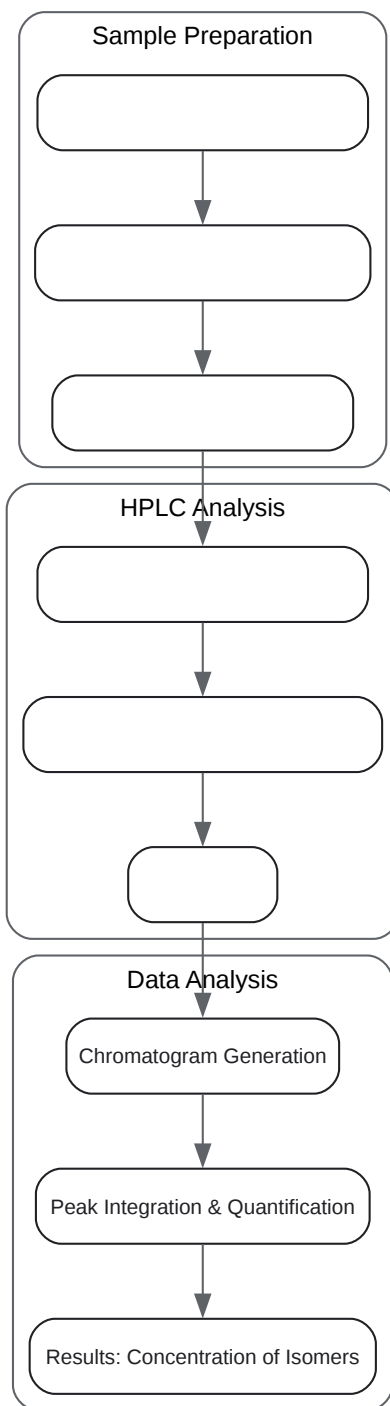 Sample Preparation
HPLC Analysis
Data Analysis
Chromatogram Generation
Peak Integration & Quantification
Results: Concentration of Isomers